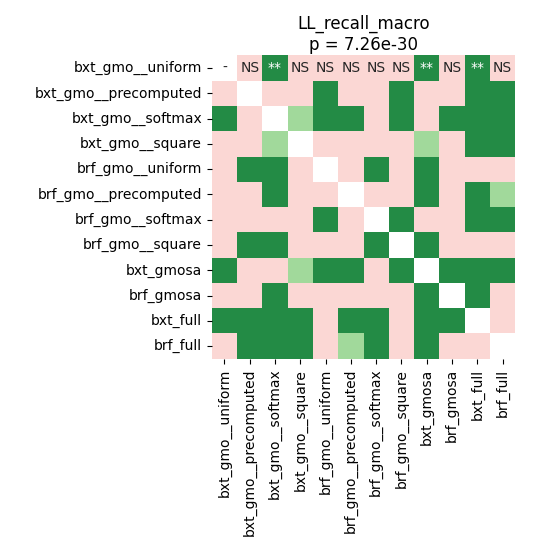 LL_recall_macro
p = 7.26e-30
bxt_gmo__uniform - NS ** NS NS NS NS NS ** NS ** NS
bxt_gmo__precomputed
bxt_gmo__softmax
bxt_gmo__square
brf_gmo__uniform
brf_gmo__precomputed
brf_gmo__softmax
brf_gmo__square
bxt_gmosa
brf_gmosa
bxt_full
brf_full
bxt_gmo__uniform
bxt_gmo__precomputed
bxt_gmo__softmax
bxt_gmo__square
brf_gmo__uniform
brf_gmo__precomputed
brf_gmo__softmax
brf_gmo__square
bxt_gmosa
brf_gmosa
bxt_full
brf_full